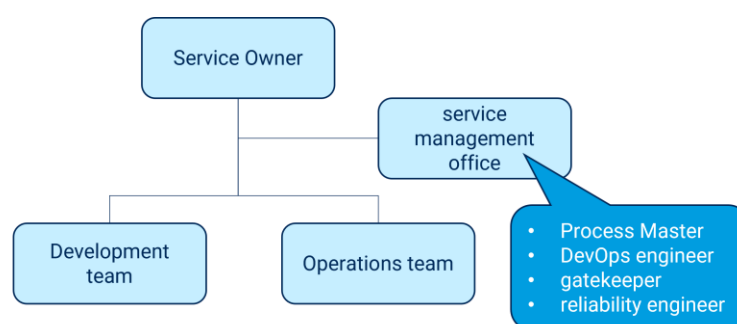 Service Owner
service
management
office
Development
team
Operations team
• Process Master
• DevOps engineer
• gatekeeper
• reliability engineer